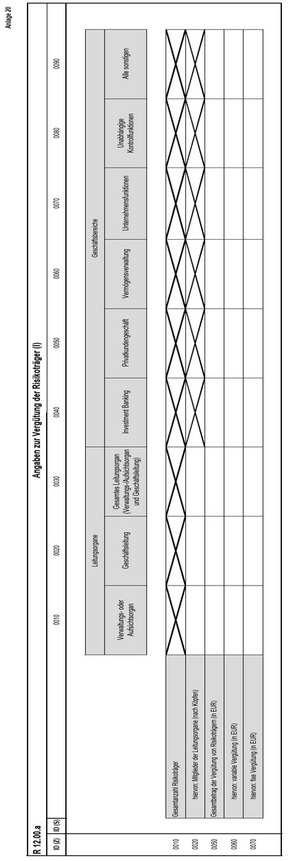 Anlage 20
R 12.00.a
Angaben zur Vergütung der Risikoträger (I)
ID (Z) ID (S) 0010 0020 0030 0040 0050 0060 0070 0080 0090
Leitungsorgane Geschäftsbereiche
Verwaltungs- oder
Aufsichtsorgan
Geschäftsleitung
Gesamtes Leitungsorgan
(Verwaltungs-/Aufsichtsorgan
und Geschäftsleitung)
Investment Banking
Privatkundengeschäft
Vermögensverwaltung
Unternehmensfunktionen
Unabhängige
Kontrollfunktionen
Alle sonstigen
0010 Gesamtanzahl Risikoträger
0020 hiervon: Mitglieder der Leitungsorgane (nach Köpfen)
0050 Gesamtbetrag der Vergütung von Risikoträgern (in EUR)
0060 hiervon: variable Vergütung (in EUR)
0070 hiervon: fixe Vergütung (in EUR)